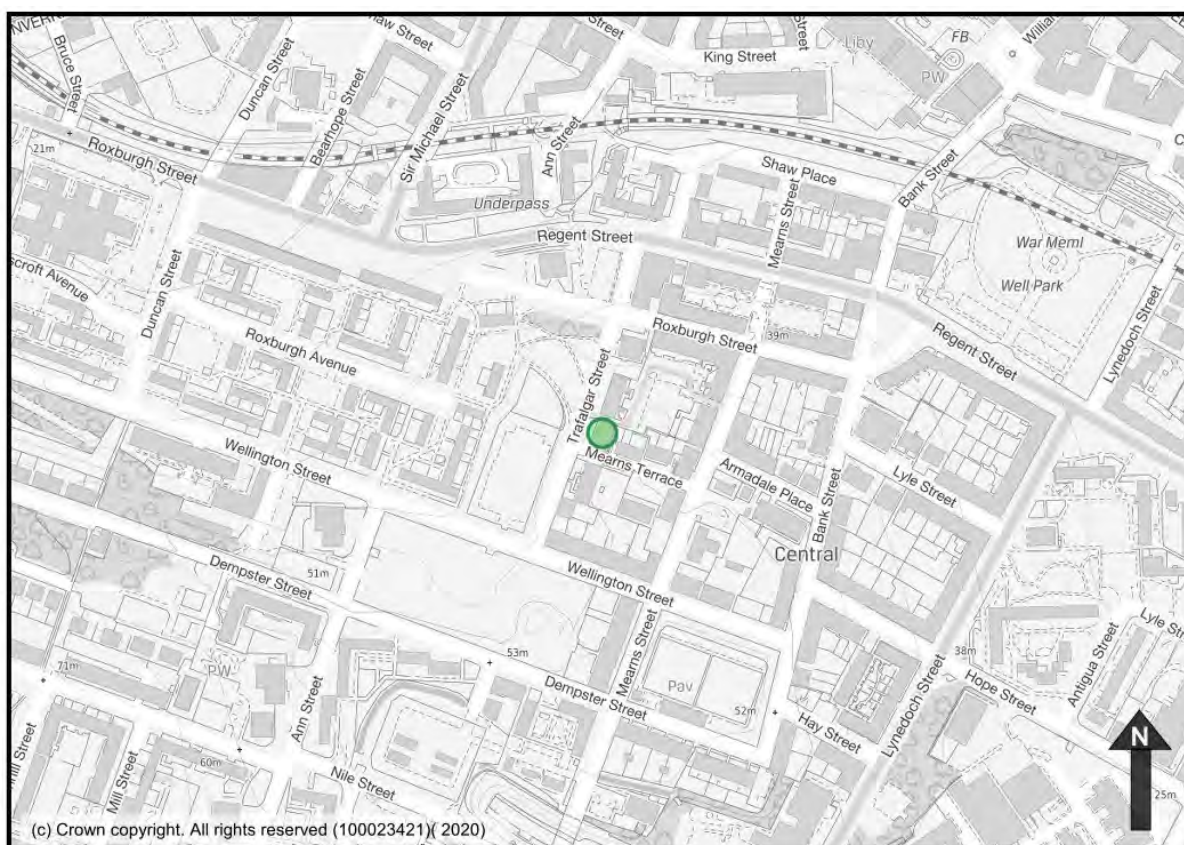 Bruce Street
Duncan Street
Shaw Street
Street
King Street
Liby
FB
PW
Bearhope Street
Sir Michael Street
Ann Street
21m
Roxburgh Street
Underpass
Regent Street
Shaw Place
Mearns Street
Bank Street
War Meml
Well Park
Lynedoch Street
Duncan Street
Roxburgh Avenue
Roxburgh Street
39m
Regent Street
Trafalgar Street
Mearns Terrace
Armadale Place
Lyle Street
Bank Street
Wellington Street
Central
Dempster Street
51m
Wellington Street
Mearns Street
53m
Pav
52m
Dempster Street
Hay Street
38m
Hope Street
Lynedoch Street
Antigua Street
71m
PW
Ann Street
Mill Street
60m
Nile Street
N
25m
(c) Crown copyright. All rights reserved (100023421)( 2020)